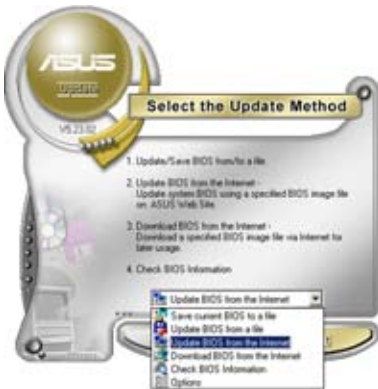 ASUS
Update
V5.23.02
Select the Update Method
1. Update/Save BIOS from/to a file
2. Update BIOS from the Internet -
Update system BIOS using a specified BIOS image file
on ASUS Web Site.
3. Download BIOS from the Internet -
Download a specified BIOS image file via Internet for
later usage.
4. Check BIOS Information
Update BIOS from the Internet
Save current BIOS to a file
Update BIOS from a file
Update BIOS from the Internet
Download BIOS from the Internet
Check BIOS Information
Options